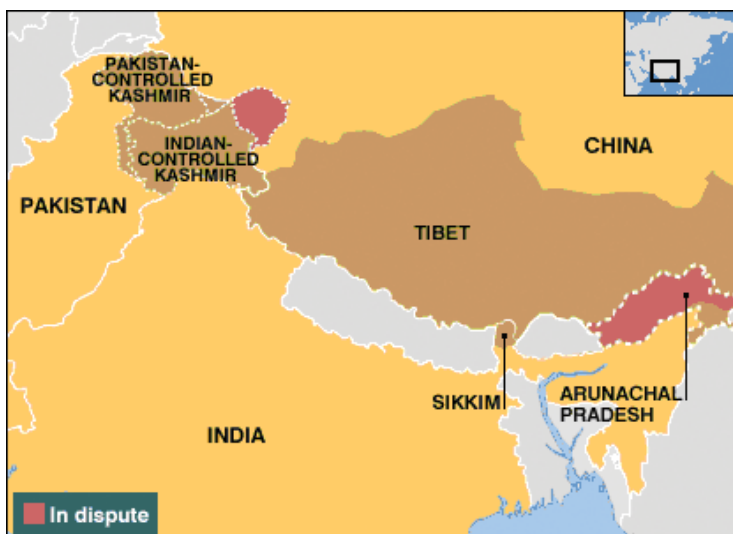 PAKISTAN-
CONTROLLED
KASHMIR
INDIAN-
CONTROLLED
KASHMIR
CHINA
PAKISTAN
TIBET
SIKKIM
ARUNACHAL
PRADESH
INDIA
In dispute